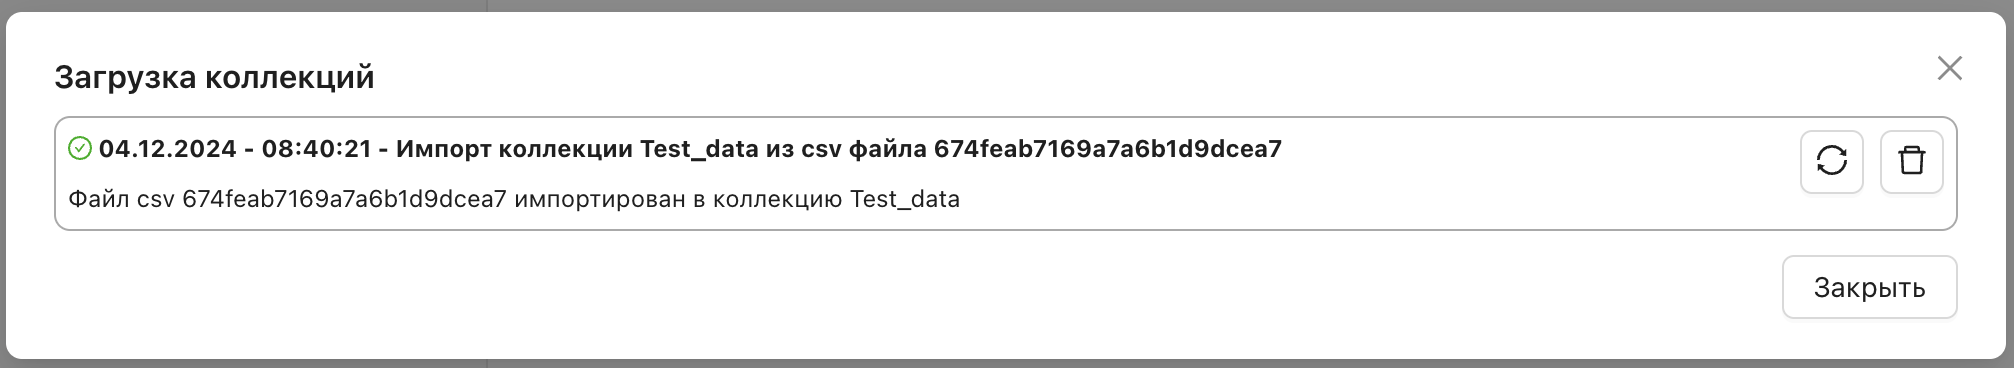 Загрузка коллекций
04.12.2024 - 08:40:21 - Импорт коллекции Test_data из csv файла 674feab7169a7a6b1d9dcea7
Файл csv 674feab7169a7a6b1d9dcea7 импортирован в коллекцию Test_data
Закрыть